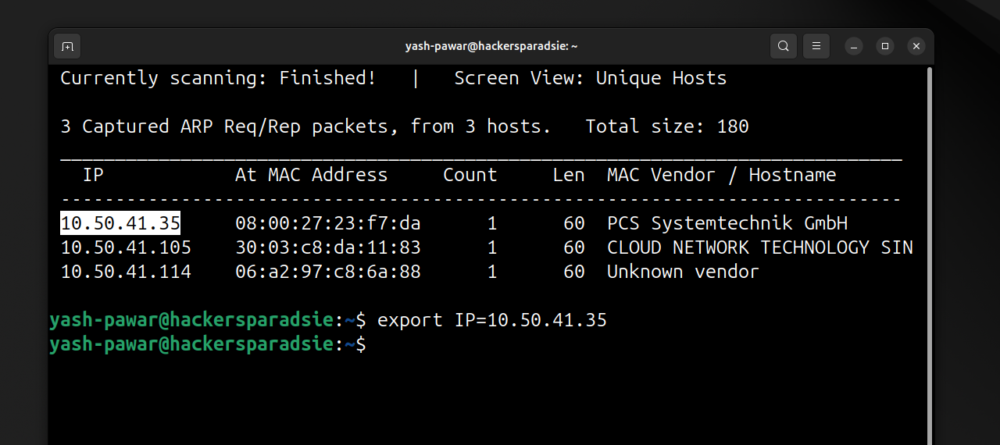 yash-pawar@hackersparadsie: ~
Currently scanning: Finished!   |   Screen View: Unique Hosts
3 Captured ARP Req/Rep packets, from 3 hosts.   Total size: 180
_____________________________________________________________________________
IP            At MAC Address     Count     Len  MAC Vendor / Hostname
-----------------------------------------------------------------------------
10.50.41.35     08:00:27:23:f7:da      1      60  PCS Systemtechnik GmbH
10.50.41.105    30:03:c8:da:11:83      1      60  CLOUD NETWORK TECHNOLOGY SIN
10.50.41.114    06:a2:97:c8:6a:88      1      60  Unknown vendor
yash-pawar@hackersparadsie:~$ export IP=10.50.41.35
yash-pawar@hackersparadsie:~$